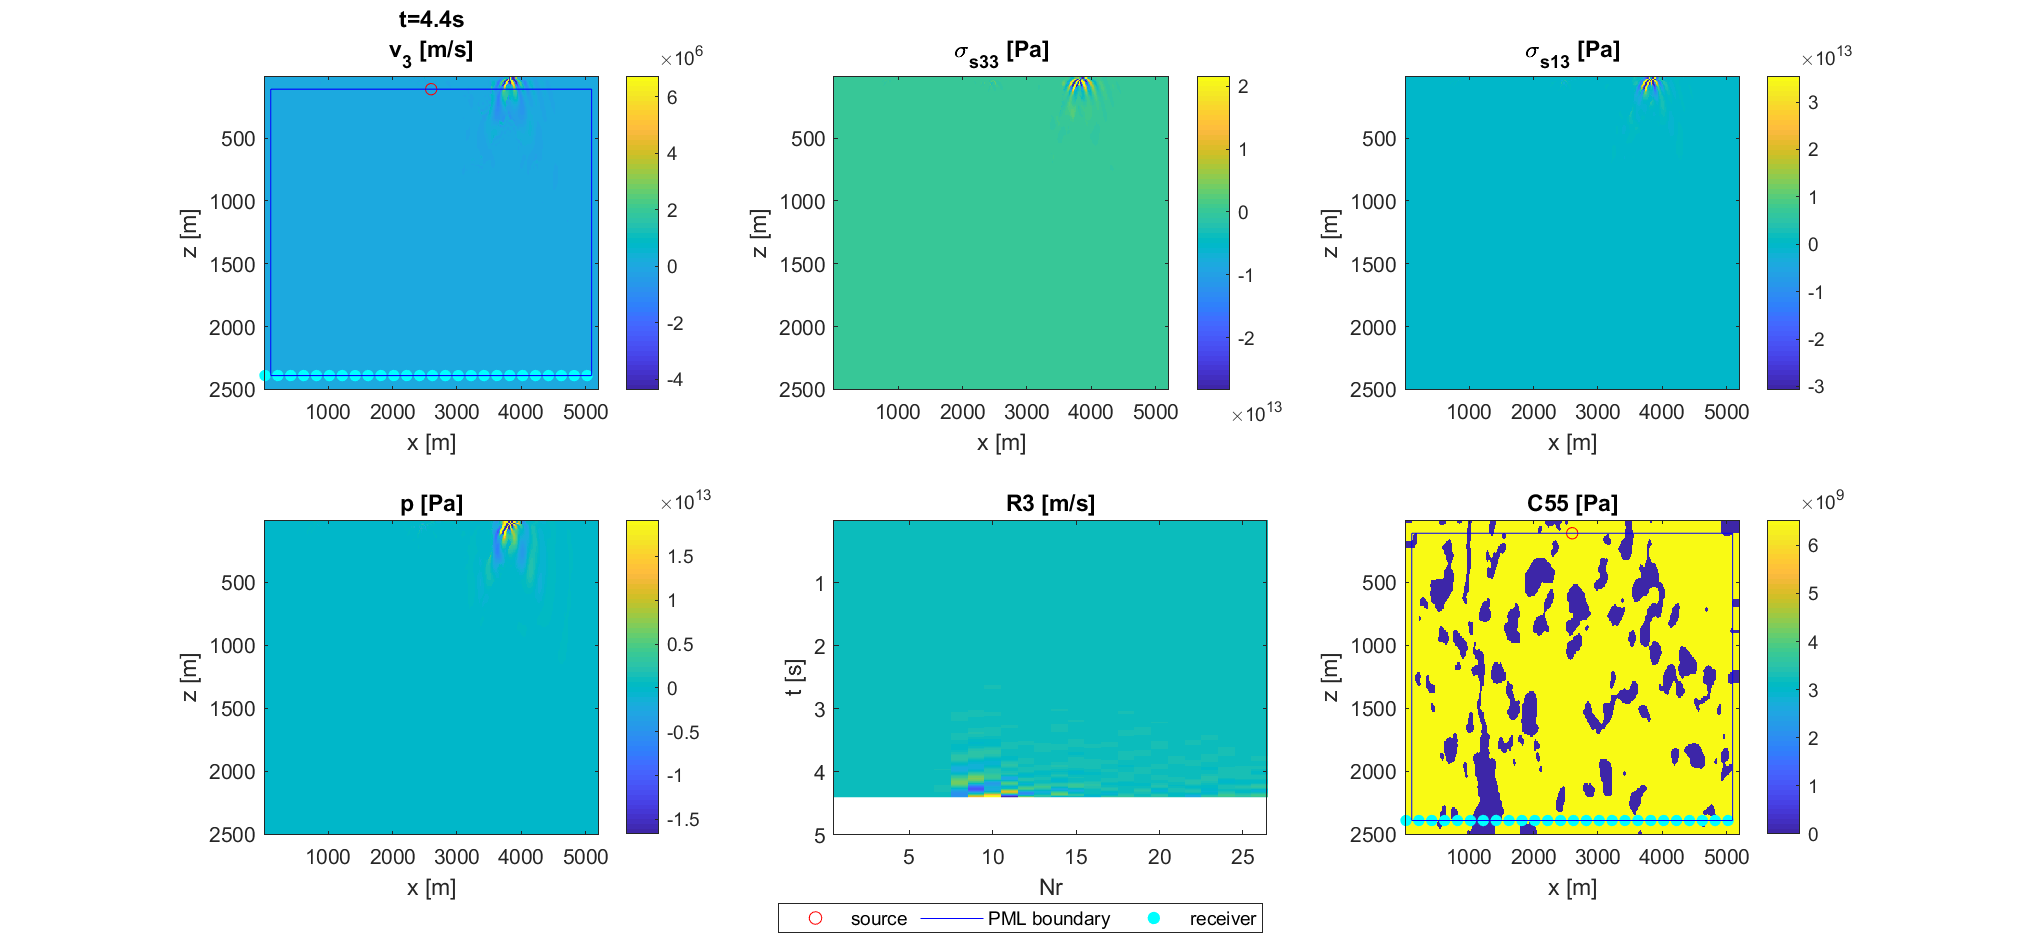 t=4.4s
v3 [m/s]
×10^6
6
4
2
0
-2
-4
500
1000
1500
2000
2500
z [m]
1000 2000 3000 4000 5000
x [m]
σs33 [Pa]
2
1
0
-1
-2
×10^13
500
1000
1500
2000
2500
z [m]
1000 2000 3000 4000 5000
x [m]
σs13 [Pa]
×10^13
3
2
1
0
-1
-2
-3
500
1000
1500
2000
2500
z [m]
1000 2000 3000 4000 5000
x [m]
p [Pa]
×10^13
1.5
1
0.5
0
-0.5
-1
-1.5
500
1000
1500
2000
2500
z [m]
1000 2000 3000 4000 5000
x [m]
R3 [m/s]
1
2
3
4
5
t [s]
5 10 15 20 25
Nr
C55 [Pa]
×10^9
6
5
4
3
2
1
0
500
1000
1500
2000
2500
z [m]
1000 2000 3000 4000 5000
x [m]
source PML boundary receiver